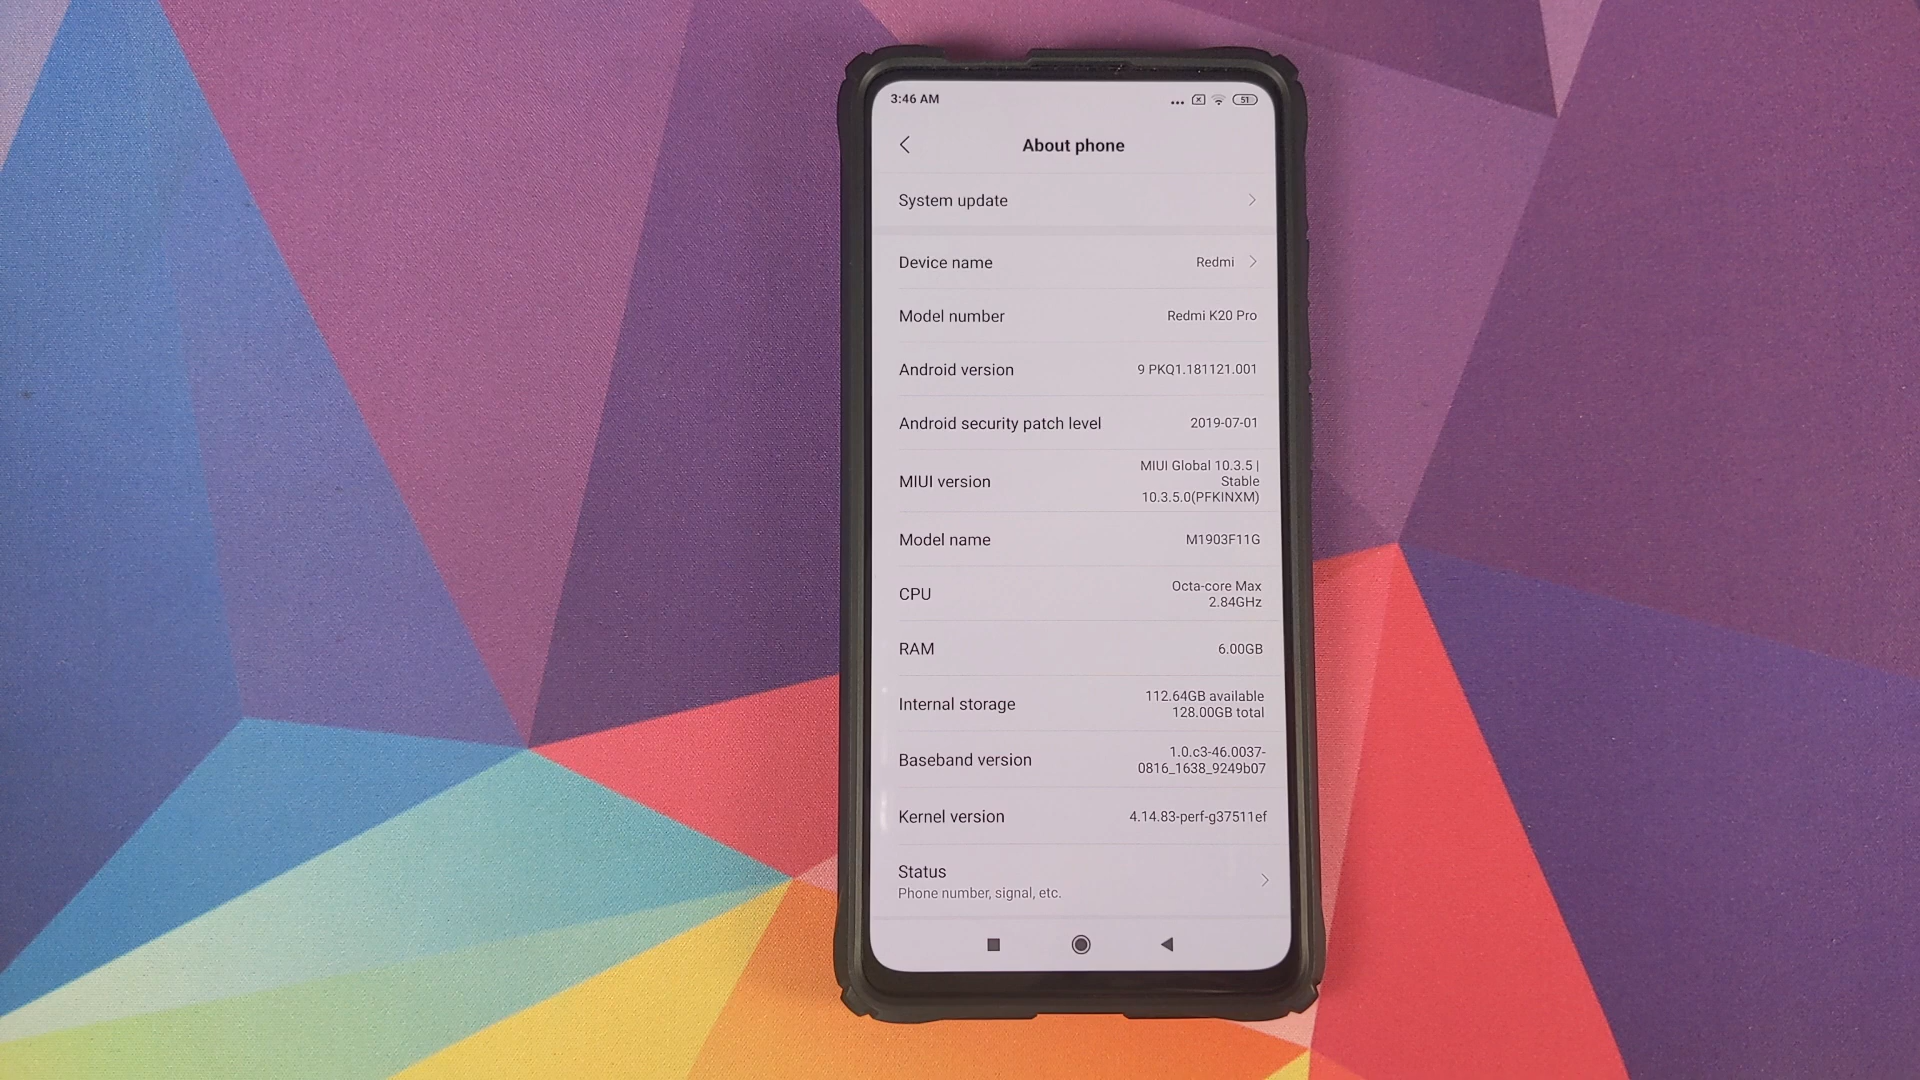 3:46 AM 51
About phone
System update
Device name Redmi
Model number Redmi K20 Pro
Android version 9 PKQ1.181121.001
Android security patch level 2019-07-01
MIUI version MIUI Global 10.3.5 |
Stable
10.3.5.0(PFKINXM)
Model name M1903F11G
CPU Octa-core Max
2.84GHz
RAM 6.00GB
Internal storage 112.64GB available
128.00GB total
Baseband version 1.0.c3-46.0037-
0816_1638_9249b07
Kernel version 4.14.83-perf-g37511ef
Status
Phone number, signal, etc.